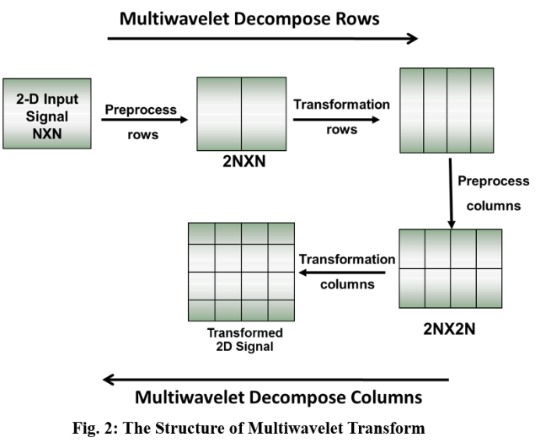 Multiwavelet Decompose Rows
2-D Input
Signal
NXN
Preprocess
rows
2NXN
Transformation
rows
Preprocess
columns
2NX2N
Transformation
columns
Transformed
2D Signal
Multiwavelet Decompose Columns
Fig. 2: The Structure of Multiwavelet Transform